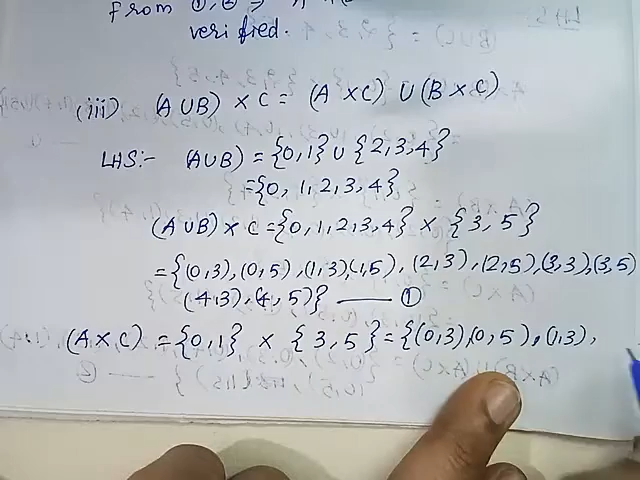 from ①, ②
verified.
(iii) (A∪B) × C = (A × C) ∪ (B × C)
LHS:- (A∪B) = {0,1} ∪ {2,3,4}
= {0, 1, 2, 3, 4}
(A∪B) × C = {0, 1, 2, 3, 4} × {3, 5}
= {(0,3), (0,5), (1,3), (1,5), (2,3), (2,5), (3,3), (3,5)
(4,3), (4,5)} —— ①
(A × C) = {0,1} × {3,5} = {(0,3) (0,5), (1,3),